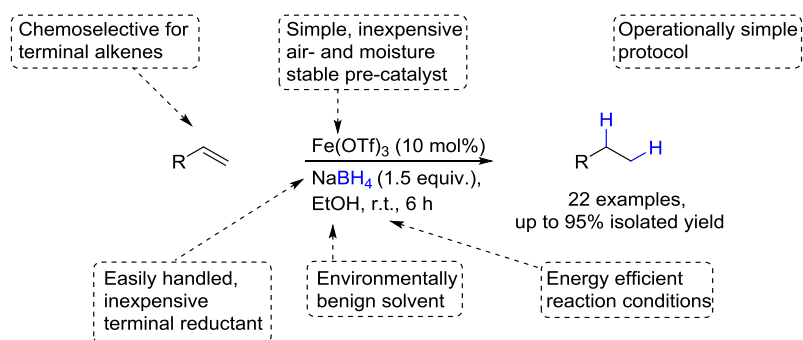 Chemoselective for
terminal alkenes
Simple, inexpensive
air- and moisture
stable pre-catalyst
Operationally simple
protocol
R
Fe(OTf)3 (10 mol%)
NaBH4 (1.5 equiv.),
EtOH, r.t., 6 h
H
R
H
22 examples,
up to 95% isolated yield
Easily handled,
inexpensive
terminal reductant
Environmentally
benign solvent
Energy efficient
reaction conditions